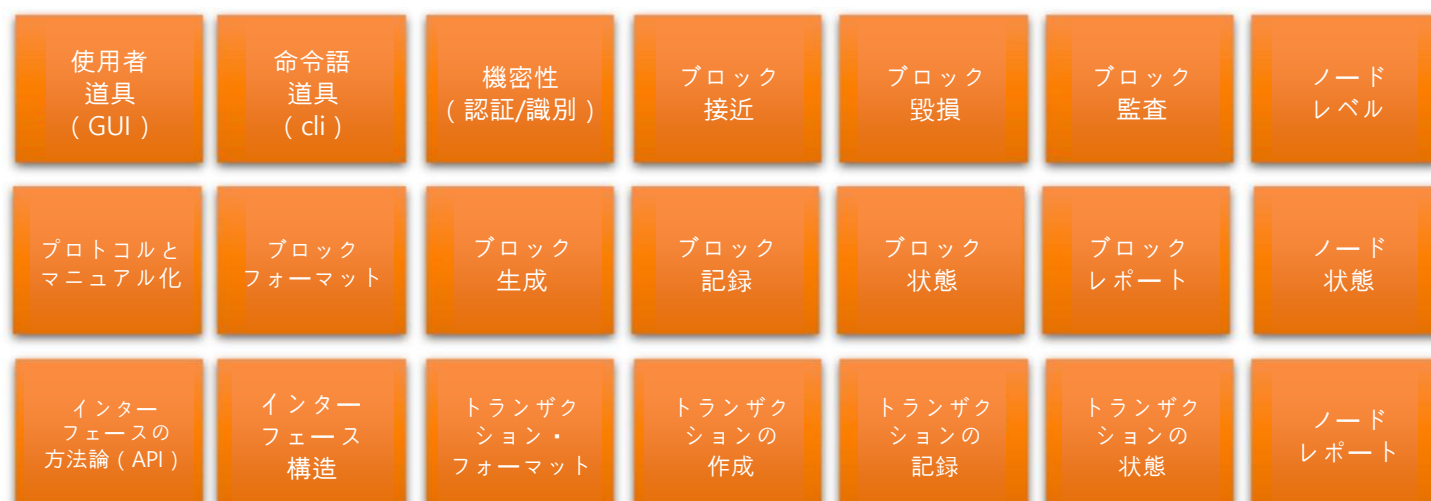 使用者
道具
( GUI )
命令語
道具
( cli )
機密性
( 認証/識別 )
ブロック
接近
ブロック
毀損
ブロック
監査
ノード
レベル
プロトコルと
マニュアル化
ブロック
フォーマット
ブロック
生成
ブロック
記録
ブロック
状態
ブロック
レポート
ノード
状態
インター
フェースの
方法論 ( API )
インター
フェース
構造
トランザク
ション・
フォーマット
トランザク
ションの
作成
トランザク
ションの
記録
トランザク
ションの
状態
ノード
レポート